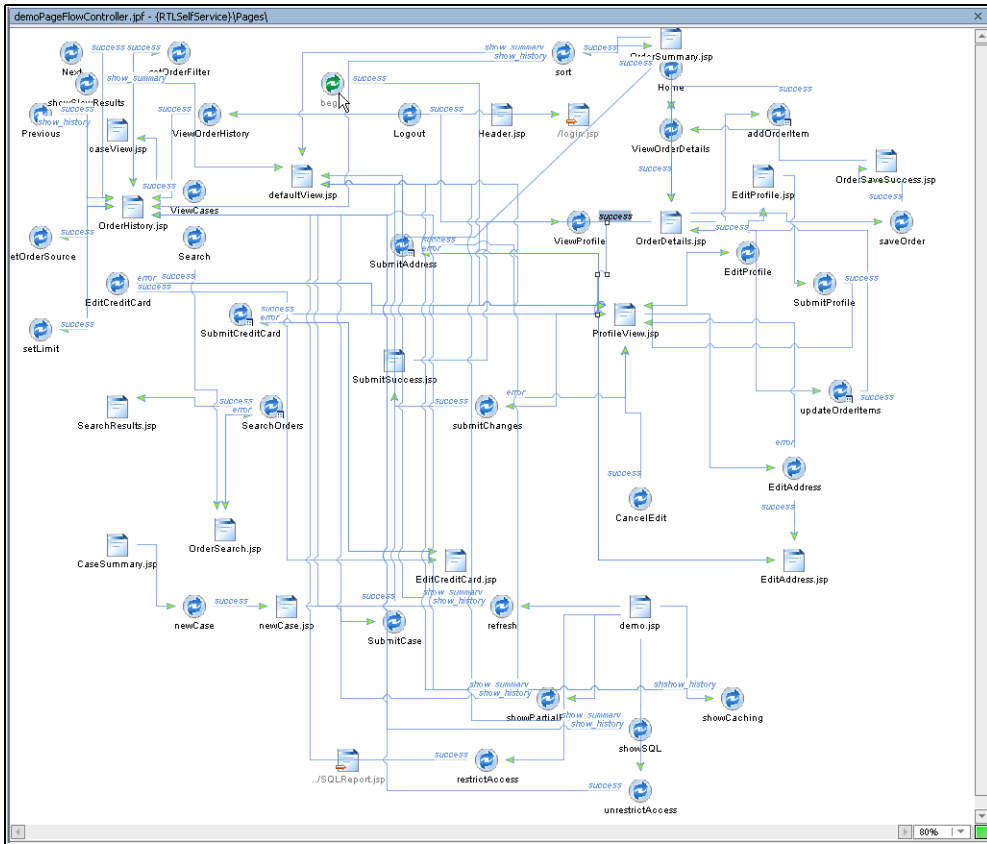 demoPageFlowController.jpf - {RTLSelfService}\Pages\
success success
show_summary
show_history
success
Next
setOrderFilter
sort
OrderSummary.jsp
success
show_summary
success
Home
showSlowResults
begin
success
success
success
show_history
Previous
ViewOrderHistory
Logout
Header.jsp
/login.jsp
ViewOrderDetails
addOrderItem
caseView.jsp
success
success
OrderSaveSuccess.jsp
success
defaultView.jsp
EditProfile.jsp
success
ViewCases
OrderHistory.jsp
success
ViewProfile
OrderDetails.jsp
success
saveOrder
success
Search
success
error
SubmitAddress
EditProfile
etOrderSource
error success
success
EditCreditCard
SubmitProfile
success
error
success
setLimit
SubmitCreditCard
ProfileView.jsp
SubmitSuccess.jsp
error
success
error
success
success
SearchResults.jsp
SearchOrders
submitChanges
updateOrderItems
error
success
EditAddress
success
CancelEdit
OrderSearch.jsp
CaseSummary.jsp
EditCreditCard.jsp
EditAddress.jsp
success
success
show_summary
show_history
newCase
newCase.jsp
SubmitCase
refresh
demo.jsp
show_summary
show_history
shshow_history
showPartial
show_summary
show_history
showCaching
showSQL
success
../SQLReport.jsp
restrictAccess
success
unrestrictAccess
80%